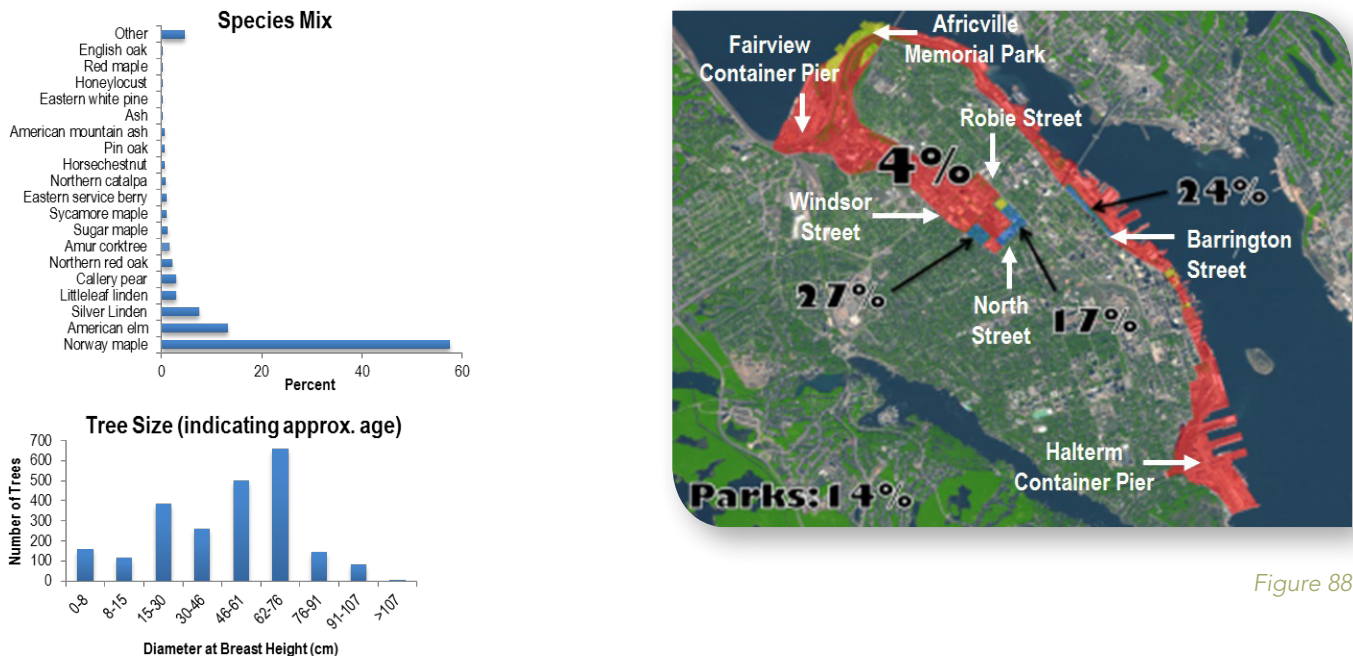 Species Mix
Other
English oak
Red maple
Honeylocust
Eastern white pine
Ash
American mountain ash
Pin oak
Horsechestnut
Northern catalpa
Eastern service berry
Sycamore maple
Sugar maple
Amur corktree
Northern red oak
Callery pear
Littleleaf linden
Silver Linden
American elm
Norway maple
0 20 40 60
Percent
Tree Size (indicating approx. age)
Number of Trees
700
600
500
400
300
200
100
0
0-8 8-15 15-30 30-46 46-61 62-76 76-91 91-107 >107
Diameter at Breast Height (cm)
Fairview
Container Pier
Africville
Memorial Park
Robie Street
4%
24%
Windsor
Street
Barrington
Street
27%
North
Street
17%
Halterm
Container Pier
Parks:14%
Figure 88